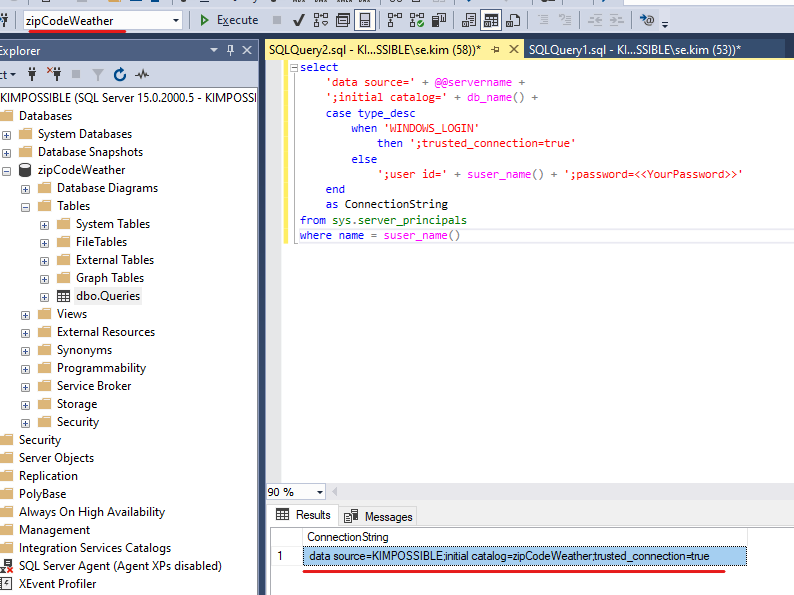 zipCodeWeather
Execute
Explorer
ct
KIMPOSSIBLE (SQL Server 15.0.2000.5 - KIMPOSSI
Databases
System Databases
Database Snapshots
zipCodeWeather
Database Diagrams
Tables
System Tables
FileTables
External Tables
Graph Tables
dbo.Queries
Views
External Resources
Synonyms
Programmability
Service Broker
Storage
Security
Security
Server Objects
Replication
PolyBase
Always On High Availability
Management
Integration Services Catalogs
SQL Server Agent (Agent XPs disabled)
XEvent Profiler
SQLQuery2.sql - KI...SSIBLE\se.kim (58))*
SQLQuery1.sql - KI...SSIBLE\se.kim (53))*
select
'data source=' + @@servername +
';initial catalog=' + db_name() +
case type_desc
when 'WINDOWS_LOGIN'
then ';trusted_connection=true'
else
';user id=' + suser_name() + ';password=<<YourPassword>>'
end
as ConnectionString
from sys.server_principals
where name = suser_name()
90 %
Results
Messages
ConnectionString
1 data source=KIMPOSSIBLE;initial catalog=zipCodeWeather;trusted_connection=true